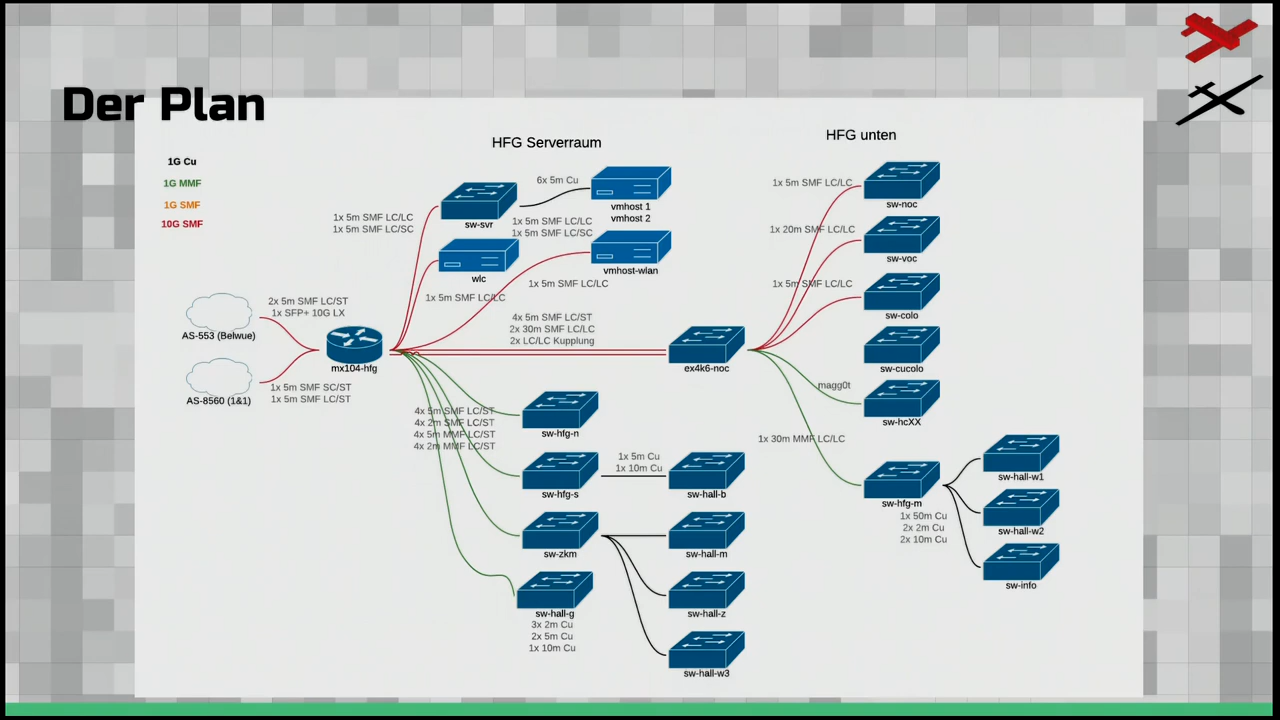 Der Plan
HFG Serverraum
HFG unten
1G Cu
1G MMF
1G SMF
10G SMF
1x 5m SMF LC/LC
1x 5m SMF LC/SC
sw-svr
6x 5m Cu
vmhost 1
vmhost 2
1x 5m SMF LC/LC
1x 5m SMF LC/SC
wlc
vmhost-wlan
1x 5m SMF LC/LC
1x 5m SMF LC/LC
AS-553 (Belwue)
2x 5m SMF LC/ST
1x SFP+ 10G LX
AS-8560 (1&1)
1x 5m SMF SC/ST
1x 5m SMF LC/ST
mx104-hfg
4x 5m SMF LC/ST
2x 30m SMF LC/LC
2x LC/LC Kupplung
ex4k6-noc
4x 5m SMF LC/ST
4x 2m SMF LC/ST
4x 5m MMF LC/ST
4x 2m MMF LC/ST
sw-hfg-n
sw-hfg-s
1x 5m Cu
1x 10m Cu
sw-hall-b
sw-zkm
sw-hall-m
sw-hall-g
3x 2m Cu
2x 5m Cu
1x 10m Cu
sw-hall-z
sw-hall-w3
1x 5m SMF LC/LC
sw-noc
1x 20m SMF LC/LC
sw-voc
1x 5m SMF LC/LC
sw-colo
sw-cucolo
magg0t
sw-hcXX
1x 30m MMF LC/LC
sw-hfg-m
1x 50m Cu
2x 2m Cu
2x 10m Cu
sw-hall-w1
sw-hall-w2
sw-info